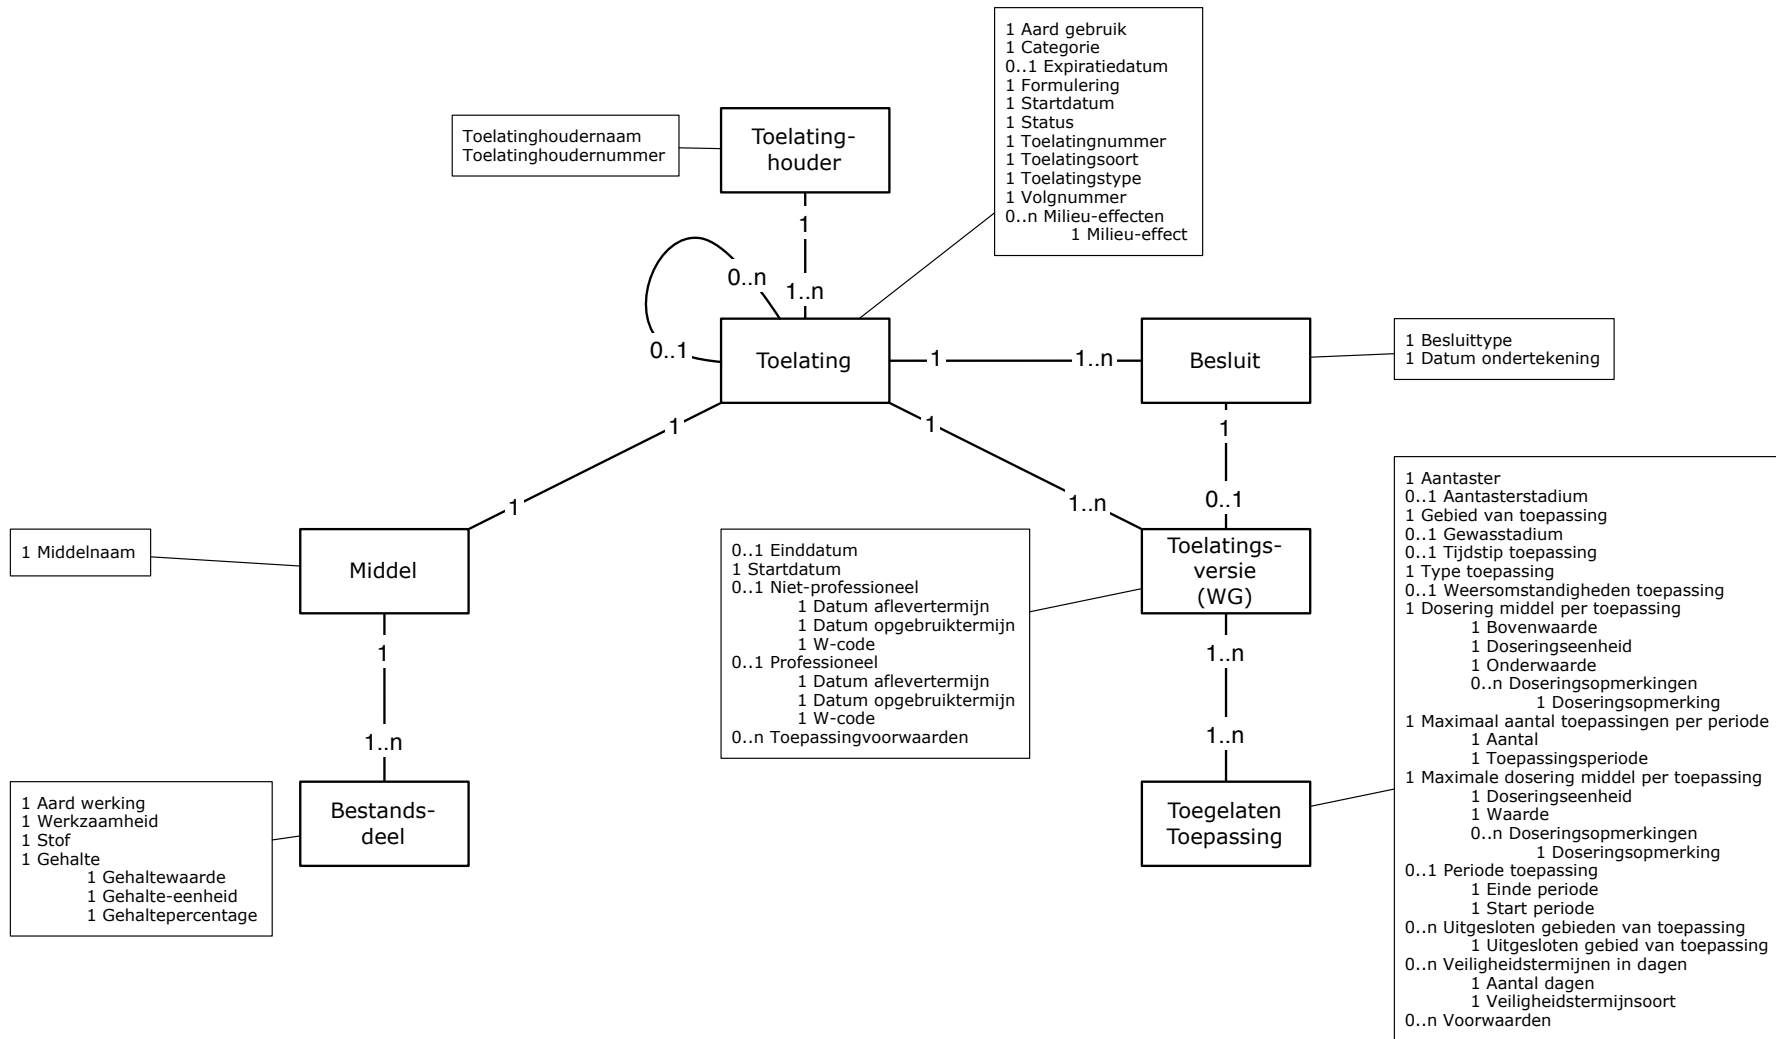 1 Aard gebruik
1 Categorie
0..1 Expiratiedatum
1 Formulering
1 Startdatum
1 Status
1 Toelatingnummer
1 Toelatingsoort
1 Toelatingstype
1 Volgnummer
0..n Milieu-effecten
1 Milieu-effect
Toelatinghoudernaam
Toelatinghoudernummer
Toelating-
houder
1
1..n
0..n
0..1
Toelating
1
1..n
Besluit
1 Besluittype
1 Datum ondertekening
1
1
1
1
1..n
0..1
1 Middelnaam
Middel
0..1 Einddatum
1 Startdatum
0..1 Niet-professioneel
1 Datum aflevertermijn
1 Datum opgebruiktermijn
1 W-code
0..1 Professioneel
1 Datum aflevertermijn
1 Datum opgebruiktermijn
1 W-code
0..n Toepassingvoorwaarden
Toelatings-
versie
(WG)
1
1..n
1..n
1..n
1 Aard werking
1 Werkzaamheid
1 Stof
1 Gehalte
1 Gehaltewaarde
1 Gehalte-eenheid
1 Gehaltepercentage
Bestands-
deel
Toegelaten
Toepassing
1 Aantaster
0..1 Aantasterstadium
1 Gebied van toepassing
0..1 Gewasstadium
0..1 Tijdstip toepassing
1 Type toepassing
0..1 Weersomstandigheden toepassing
1 Dosering middel per toepassing
1 Bovenwaarde
1 Doseringseenheid
1 Onderwaarde
0..n Doseringsopmerkingen
1 Doseringsopmerking
1 Maximaal aantal toepassingen per periode
1 Aantal
1 Toepassingsperiode
1 Maximale dosering middel per toepassing
1 Doseringseenheid
1 Waarde
0..n Doseringsopmerkingen
1 Doseringsopmerking
0..1 Periode toepassing
1 Einde periode
1 Start periode
0..n Uitgesloten gebieden van toepassing
1 Uitgesloten gebied van toepassing
0..n Veiligheidstermijnen in dagen
1 Aantal dagen
1 Veiligheidstermijnsoort
0..n Voorwaarden